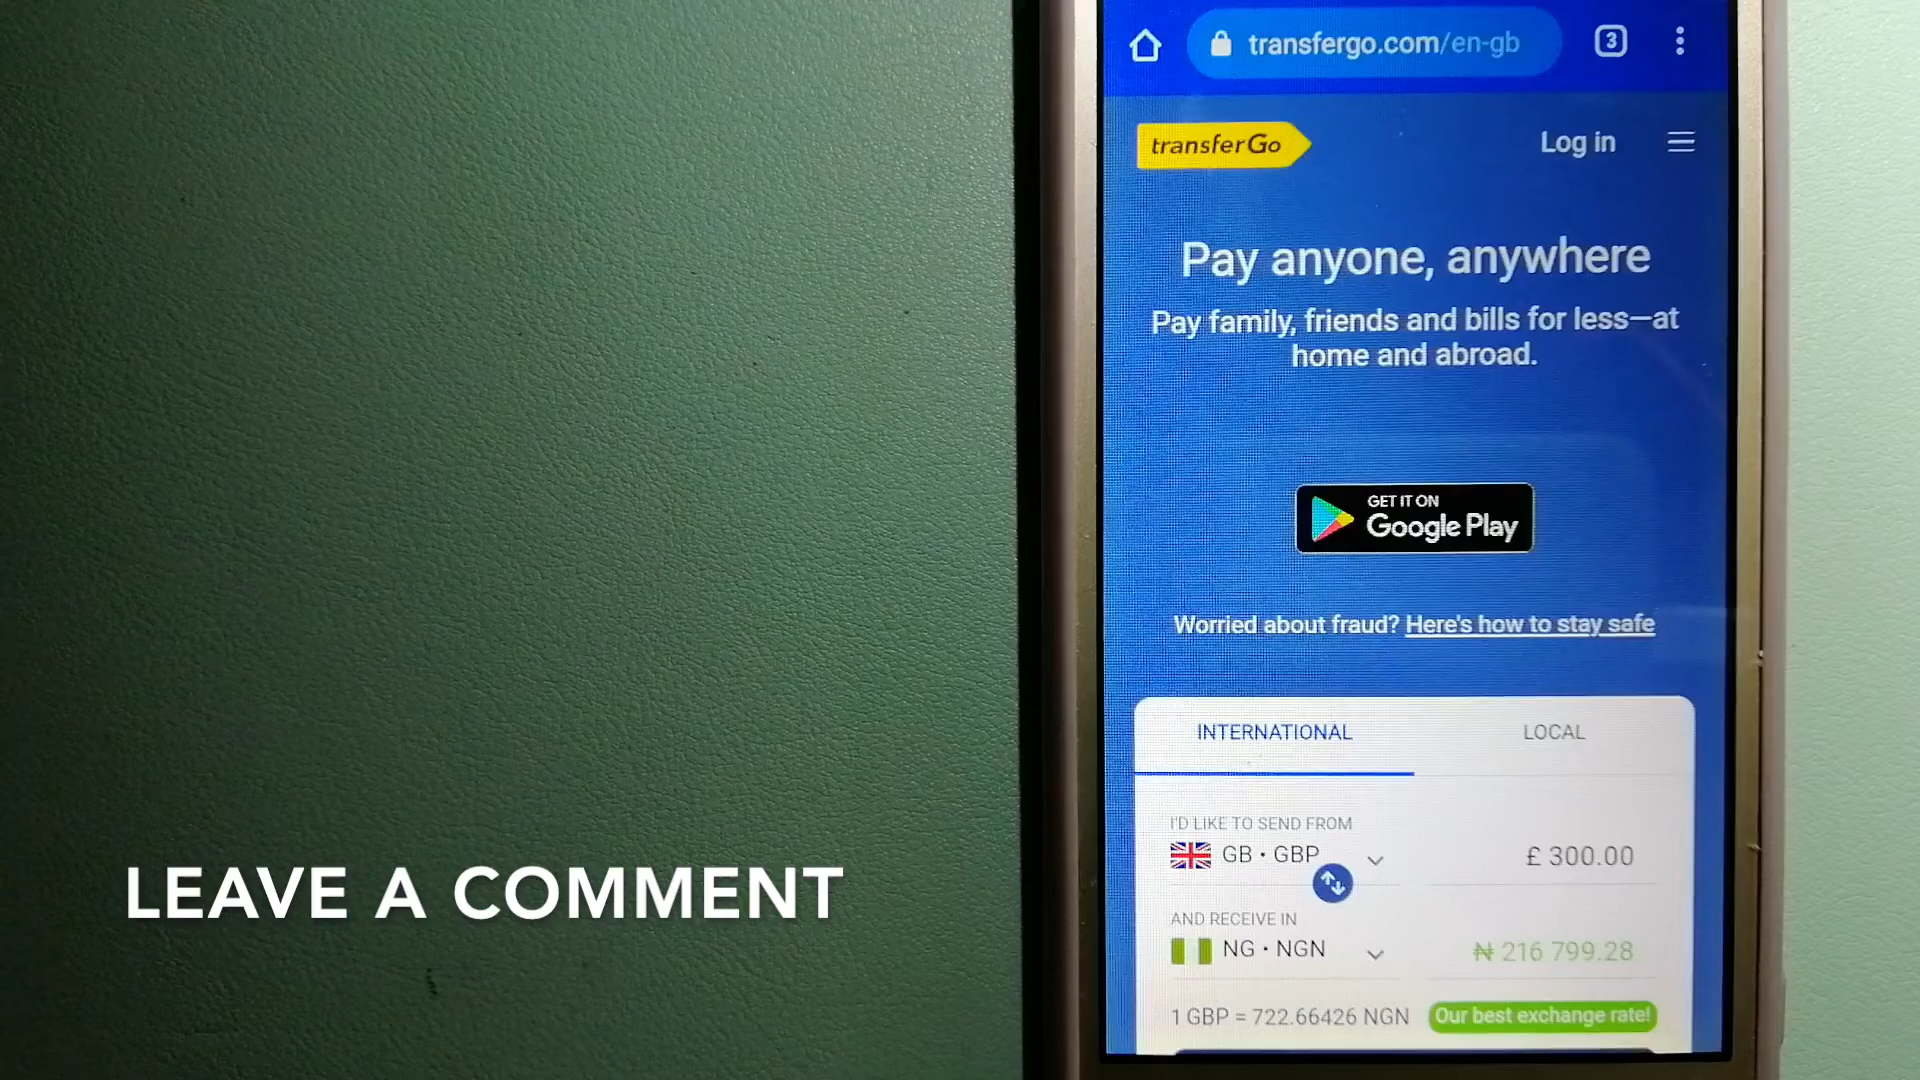 3
transfergo.com/en-gb
transferGo
Log in
Pay anyone, anywhere
Pay family, friends and bills for less—at
home and abroad.
GET IT ON
Google Play
Worried about fraud? Here's how to stay safe
INTERNATIONAL
LOCAL
I'D LIKE TO SEND FROM
GB • GBP
£ 300.00
AND RECEIVE IN
NG • NGN
₦ 216 799.28
1 GBP = 722.66426 NGN
Our best exchange rate!
LEAVE A COMMENT